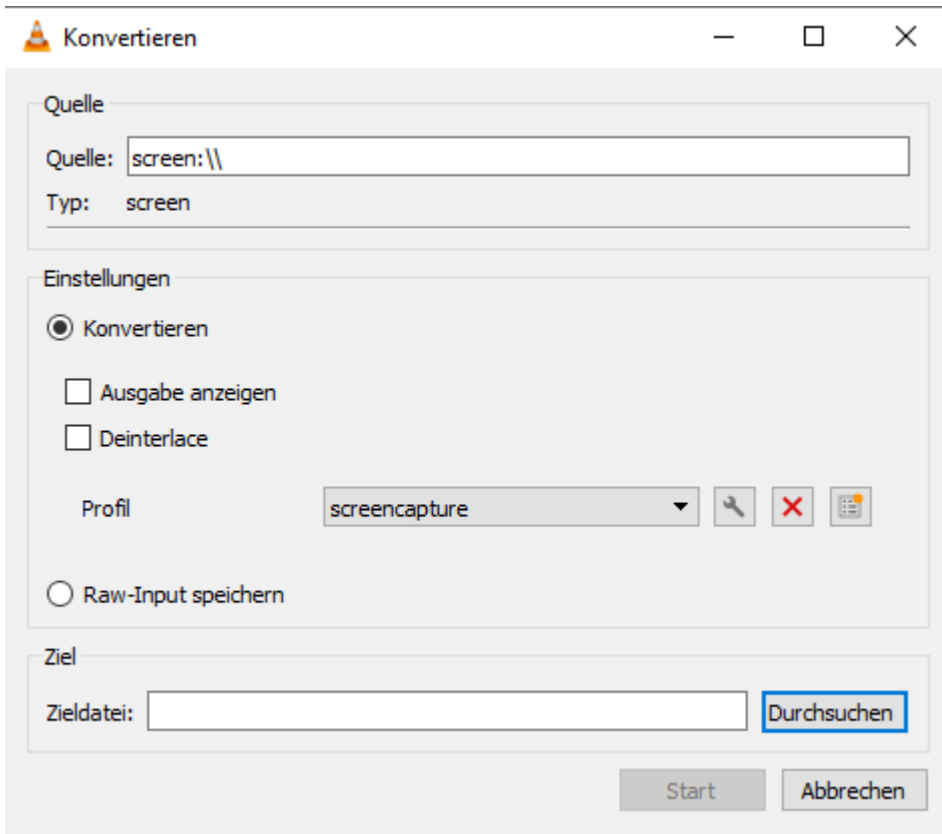 Konvertieren
Quelle
Quelle: screen:\\
Typ: screen
Einstellungen
Konvertieren
Ausgabe anzeigen
Deinterlace
Profil screencapture
Raw-Input speichern
Ziel
Zieldatei: Durchsuchen
Start Abbrechen